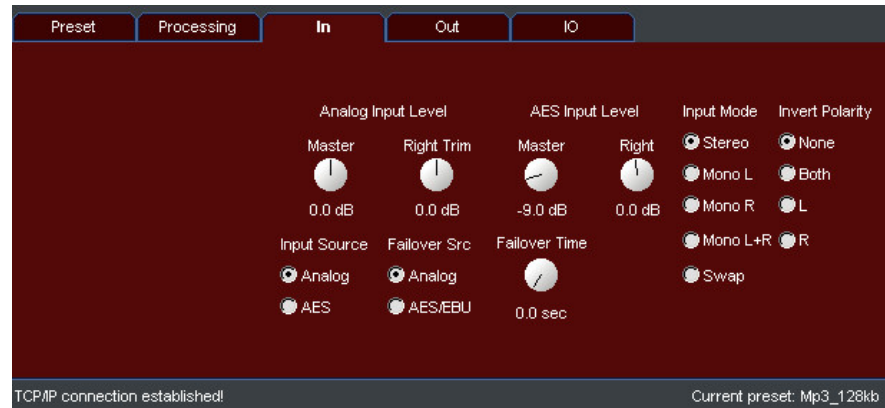 Preset Processing In Out IO
Analog Input Level AES Input Level Input Mode Invert Polarity
Master Right Trim Master Right Stereo None
Mono L Both
0.0 dB 0.0 dB -9.0 dB 0.0 dB Mono R L
Input Source Failover Src Failover Time Mono L+R R
Analog Analog Swap
AES AES/EBU 0.0 sec
TCP/IP connection established! Current preset: Mp3_128kb